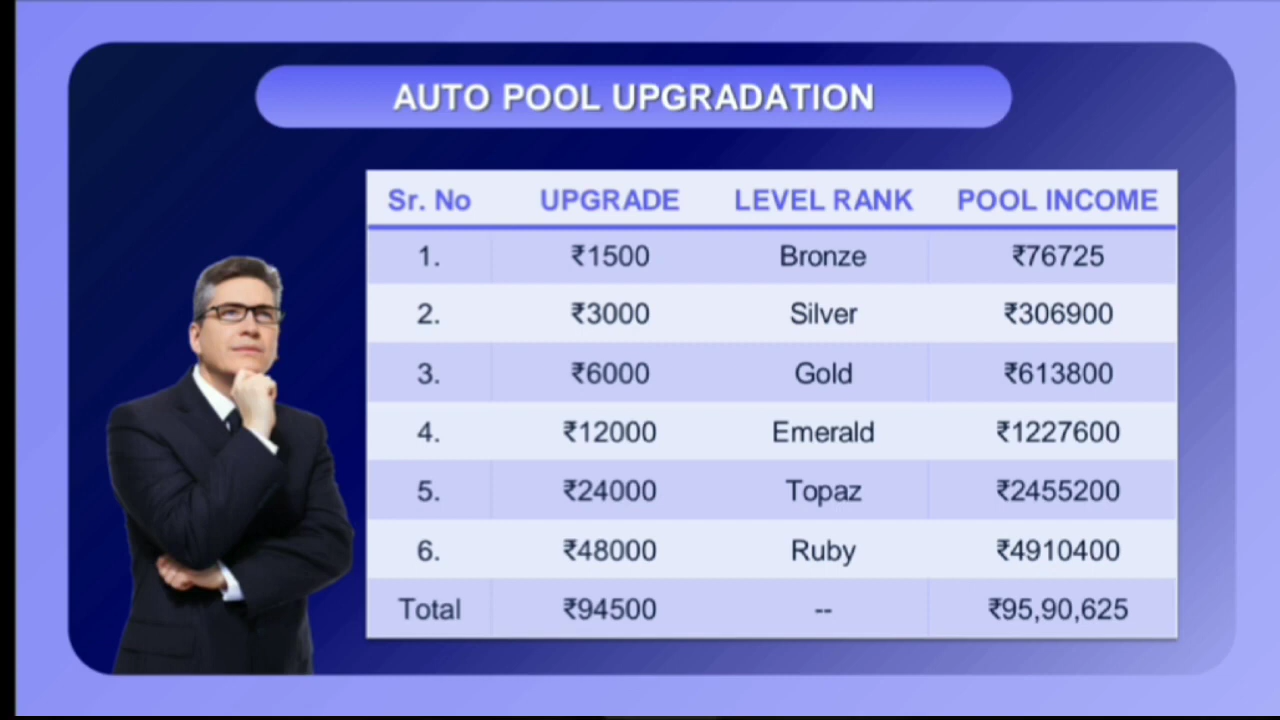 AUTO POOL UPGRADATION
Sr. No UPGRADE LEVEL RANK POOL INCOME
1. ₹1500 Bronze ₹76725
2. ₹3000 Silver ₹306900
3. ₹6000 Gold ₹613800
4. ₹12000 Emerald ₹1227600
5. ₹24000 Topaz ₹2455200
6. ₹48000 Ruby ₹4910400
Total ₹94500 -- ₹95,90,625